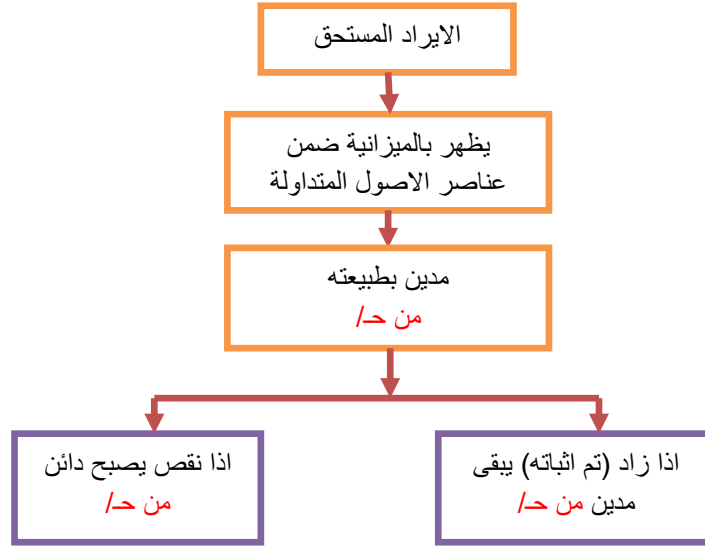 الايراد المستحق
يظهر بالميزانية ضمن
عناصر الاصول المتداولة
مدين بطبيعته
من حـ/
اذا زاد (تم اثباته) يبقى
مدين من حـ/
اذا نقص يصبح دائن
من حـ/